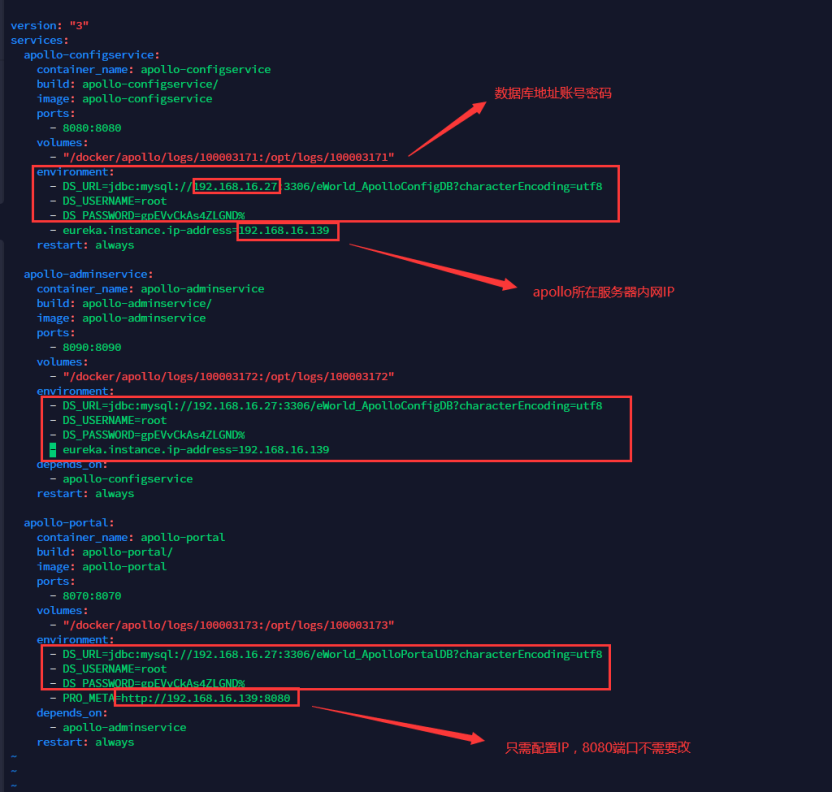 version: "3"
services:
  apollo-configservice:
    container_name: apollo-configservice
    build: apollo-configservice/
    image: apollo-configservice
    ports:
      - 8080:8080
数据库地址账号密码
    volumes:
      - "/docker/apollo/logs/100003171:/opt/logs/100003171"
    environment:
      - DS_URL=jdbc:mysql://192.168.16.27:3306/eWorld_ApolloConfigDB?characterEncoding=utf8
      - DS_USERNAME=root
      - DS_PASSWORD=gpEVvCkAs4ZLGND%
      - eureka.instance.ip-address=192.168.16.139
    restart: always
  apollo-adminservice:
    container_name: apollo-adminservice
apollo所在服务器内网IP
    build: apollo-adminservice/
    image: apollo-adminservice
    ports:
      - 8090:8090
    volumes:
      - "/docker/apollo/logs/100003172:/opt/logs/100003172"
    environment:
      - DS_URL=jdbc:mysql://192.168.16.27:3306/eWorld_ApolloConfigDB?characterEncoding=utf8
      - DS_USERNAME=root
      - DS_PASSWORD=gpEVvCkAs4ZLGND%
        eureka.instance.ip-address=192.168.16.139
    depends_on:
      - apollo-configservice
    restart: always
  apollo-portal:
    container_name: apollo-portal
    build: apollo-portal/
    image: apollo-portal
    ports:
      - 8070:8070
    volumes:
      - "/docker/apollo/logs/100003173:/opt/logs/100003173"
    environment:
      - DS_URL=jdbc:mysql://192.168.16.27:3306/eWorld_ApolloPortalDB?characterEncoding=utf8
      - DS_USERNAME=root
      - DS_PASSWORD=gpEVvCkAs4ZLGND%
      - PRO_META=http://192.168.16.139:8080
    depends_on:
      - apollo-adminservice
    restart: always
只需配置IP，8080端口不需要改
~
~
~